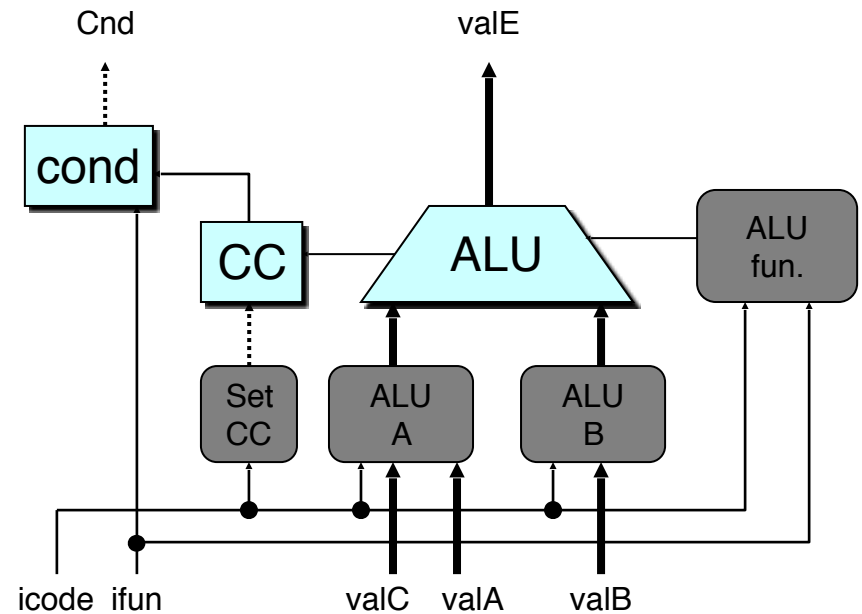 Cnd
valE
cond
CC
ALU
ALU
fun.
Set
CC
ALU
A
ALU
B
icode
ifun
valC
valA
valB